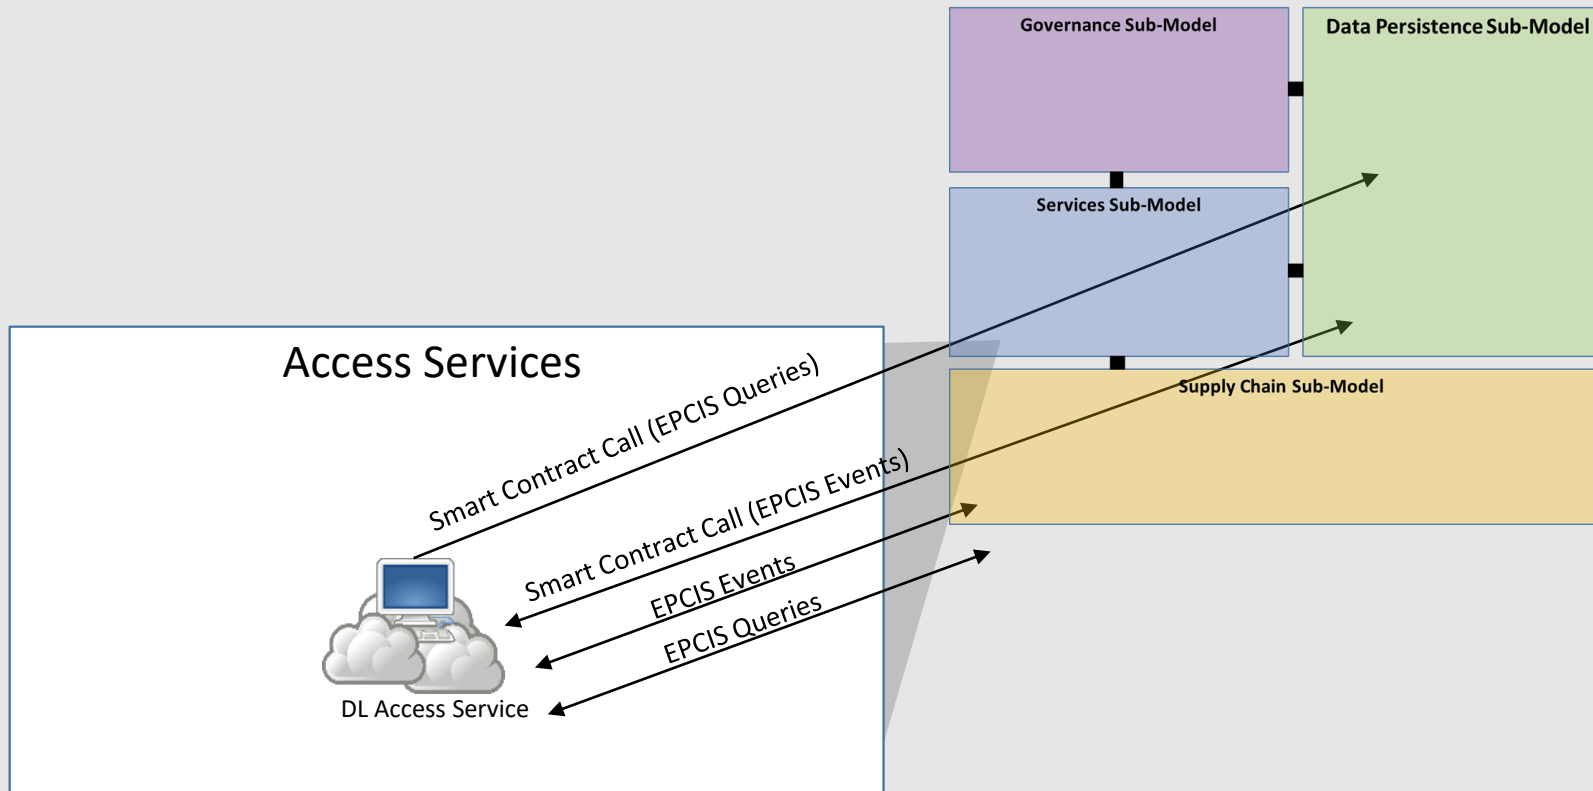 Governance Sub-Model
Data Persistence Sub-Model
Services Sub-Model
Supply Chain Sub-Model
Access Services
Smart Contract Call (EPCIS Queries)
Smart Contract Call (EPCIS Events)
EPCIS Events
EPCIS Queries
DL Access Service